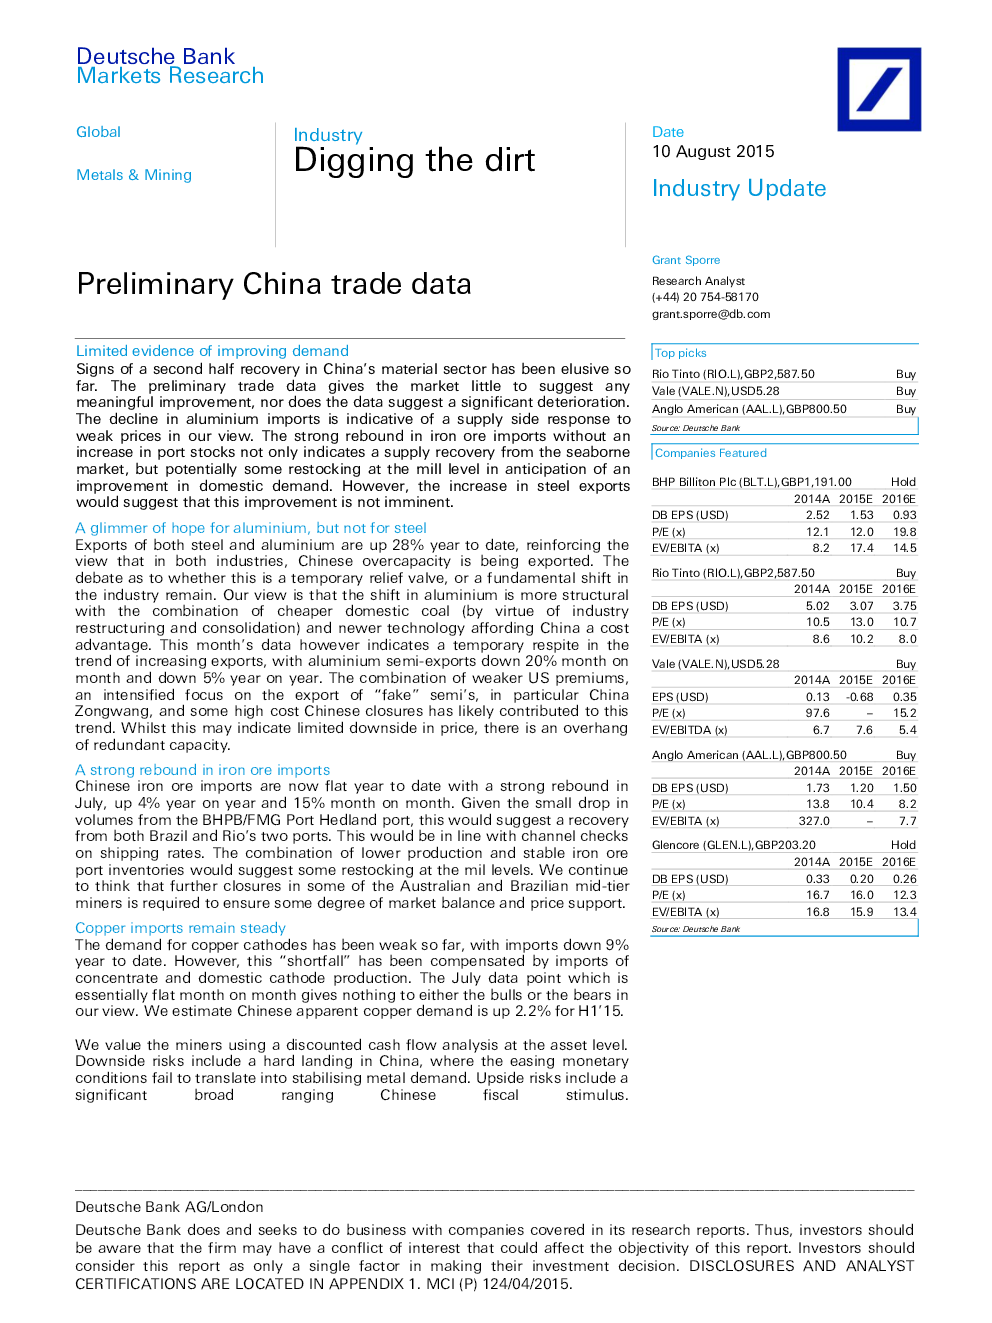 Deutsche Bank
Markets Research
Global
Metals & Mining
Industry
Digging the dirt
Date
10 August 2015
Industry Update
Preliminary China trade data
Grant Sporre
Research Analyst
(+44) 20 754-58170
grant.sporre@db.com
Limited evidence of improving demand
Signs of a second half recovery in China's material sector has been elusive so
far. The preliminary trade data gives the market little to suggest any
meaningful improvement, nor does the data suggest a significant deterioration.
The decline in aluminium imports is indicative of a supply side response to
weak prices in our view. The strong rebound in iron ore imports without an
increase in port stocks not only indicates a supply recovery from the seaborne
market, but potentially some restocking at the mill level in anticipation of an
improvement in domestic demand. However, the increase in steel exports
would suggest that this improvement is not imminent.
A glimmer of hope for aluminium, but not for steel
Exports of both steel and aluminium are up 28% year to date, reinforcing the
view that in both industries, Chinese overcapacity is being exported. The
debate as to whether this is a temporary relief valve, or a fundamental shift in
the industry remain. Our view is that the shift in aluminium is more structural
with the combination of cheaper domestic coal (by virtue of industry
restructuring and consolidation) and newer technology affording China a cost
advantage. This month's data however indicates a temporary respite in the
trend of increasing exports, with aluminium semi-exports down 20% month on
month and down 5% year on year. The combination of weaker US premiums,
an intensified focus on the export of "fake" semi's, in particular China
Zongwang, and some high cost Chinese closures has likely contributed to this
trend. Whilst this may indicate limited downside in price, there is an overhang
of redundant capacity.
A strong rebound in iron ore imports
Chinese iron ore imports are now flat year to date with a strong rebound in
July, up 4% year on year and 15% month on month. Given the small drop in
volumes from the BHPB/FMG Port Hedland port, this would suggest a recovery
from both Brazil and Rio's two ports. This would be in line with channel checks
on shipping rates. The combination of lower production and stable iron ore
port inventories would suggest some restocking at the mil levels. We continue
to think that further closures in some of the Australian and Brazilian mid-tier
miners is required to ensure some degree of market balance and price support.
Copper imports remain steady
The demand for copper cathodes has been weak so far, with imports down 9%
year to date. However, this "shortfall" has been compensated by imports of
concentrate and domestic cathode production. The July data point which is
essentially flat month on month gives nothing to either the bulls or the bears in
our view. We estimate Chinese apparent copper demand is up 2.2% for H1'15.
We value the miners using a discounted cash flow analysis at the asset level.
Downside risks include a hard landing in China, where the easing monetary
conditions fail to translate into stabilising metal demand. Upside risks include a
significant broad ranging Chinese fiscal stimulus.
Top picks
Rio Tinto (RIO.L),GBP2,587.50 Buy
Vale (VALE.N),USD5.28 Buy
Anglo American (AAL.L),GBP800.50 Buy
Source: Deutsche Bank
Companies Featured
BHP Billiton Plc (BLT.L),GBP1,191.00 Hold
2014A 2015E 2016E
DB EPS (USD) 2.52 1.53 0.93
P/E (x) 12.1 12.0 19.8
EV/EBITA (x) 8.2 17.4 14.5
Rio Tinto (RIO.L),GBP2,587.50 Buy
2014A 2015E 2016E
DB EPS (USD) 5.02 3.07 3.75
P/E (x) 10.5 13.0 10.7
EV/EBITA (x) 8.6 10.2 8.0
Vale (VALE.N),USD5.28 Buy
2014A 2015E 2016E
EPS (USD) 0.13 -0.68 0.35
P/E (x) 97.6 – 15.2
EV/EBITDA (x) 6.7 7.6 5.4
Anglo American (AAL.L),GBP800.50 Buy
2014A 2015E 2016E
DB EPS (USD) 1.73 1.20 1.50
P/E (x) 13.8 10.4 8.2
EV/EBITA (x) 327.0 – 7.7
Glencore (GLEN.L),GBP203.20 Hold
2014A 2015E 2016E
DB EPS (USD) 0.33 0.20 0.26
P/E (x) 16.7 16.0 12.3
EV/EBITA (x) 16.8 15.9 13.4
Source: Deutsche Bank
Deutsche Bank AG/London
Deutsche Bank does and seeks to do business with companies covered in its research reports. Thus, investors should
be aware that the firm may have a conflict of interest that could affect the objectivity of this report. Investors should
consider this report as only a single factor in making their investment decision. DISCLOSURES AND ANALYST
CERTIFICATIONS ARE LOCATED IN APPENDIX 1. MCI (P) 124/04/2015.